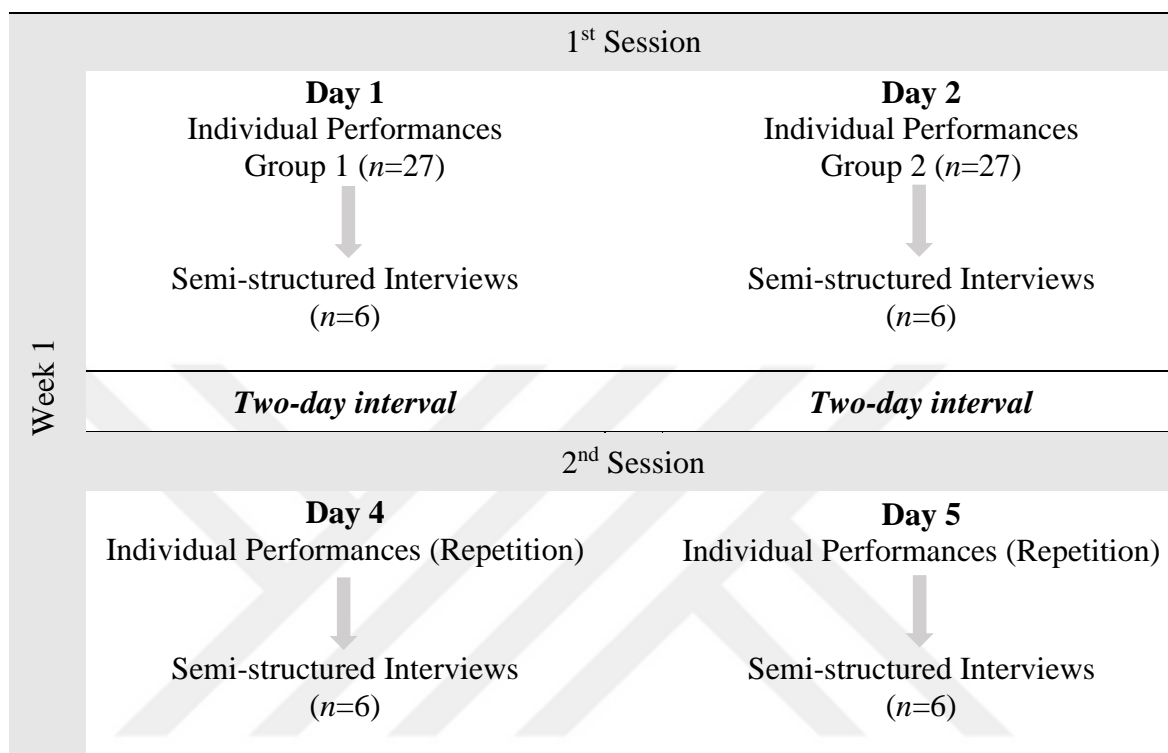 1st Session
Day 1
Individual Performances
Group 1 (n=27)
Semi-structured Interviews
(n=6)
Day 2
Individual Performances
Group 2 (n=27)
Semi-structured Interviews
(n=6)
Week 1
Two-day interval
Two-day interval
2nd Session
Day 4
Individual Performances (Repetition)
Semi-structured Interviews
(n=6)
Day 5
Individual Performances (Repetition)
Semi-structured Interviews
(n=6)